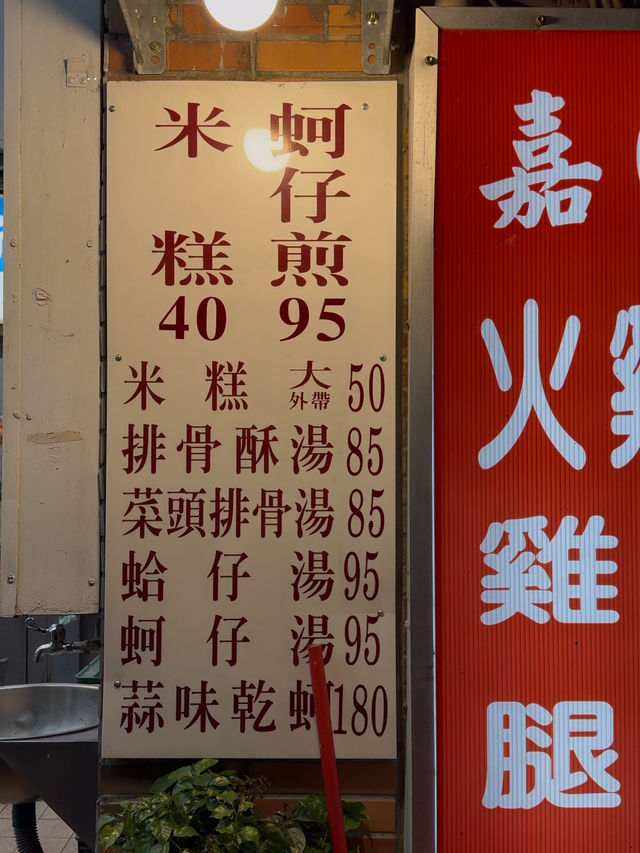 蚵仔煎 95
米糕 40
米糕 大 外帶 50
排骨酥湯 85
菜頭排骨湯 85
蛤仔湯 95
蚵仔湯 95
蒜味乾蚵 180
嘉
火雞腿